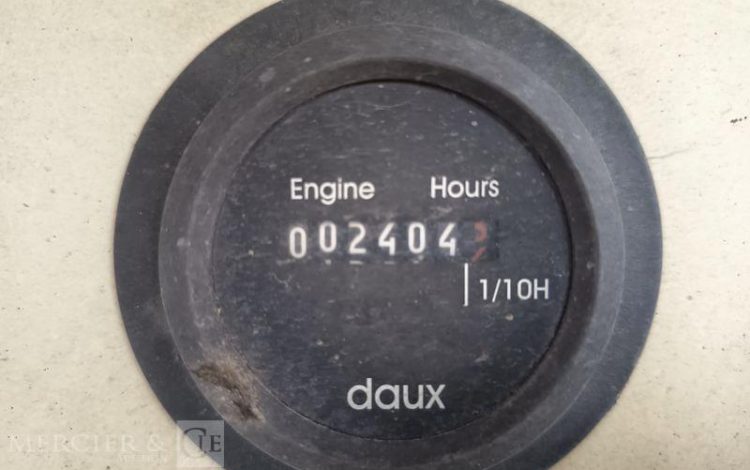 Engine Hours
002404
1/10H
daux
MERCIER & CIE